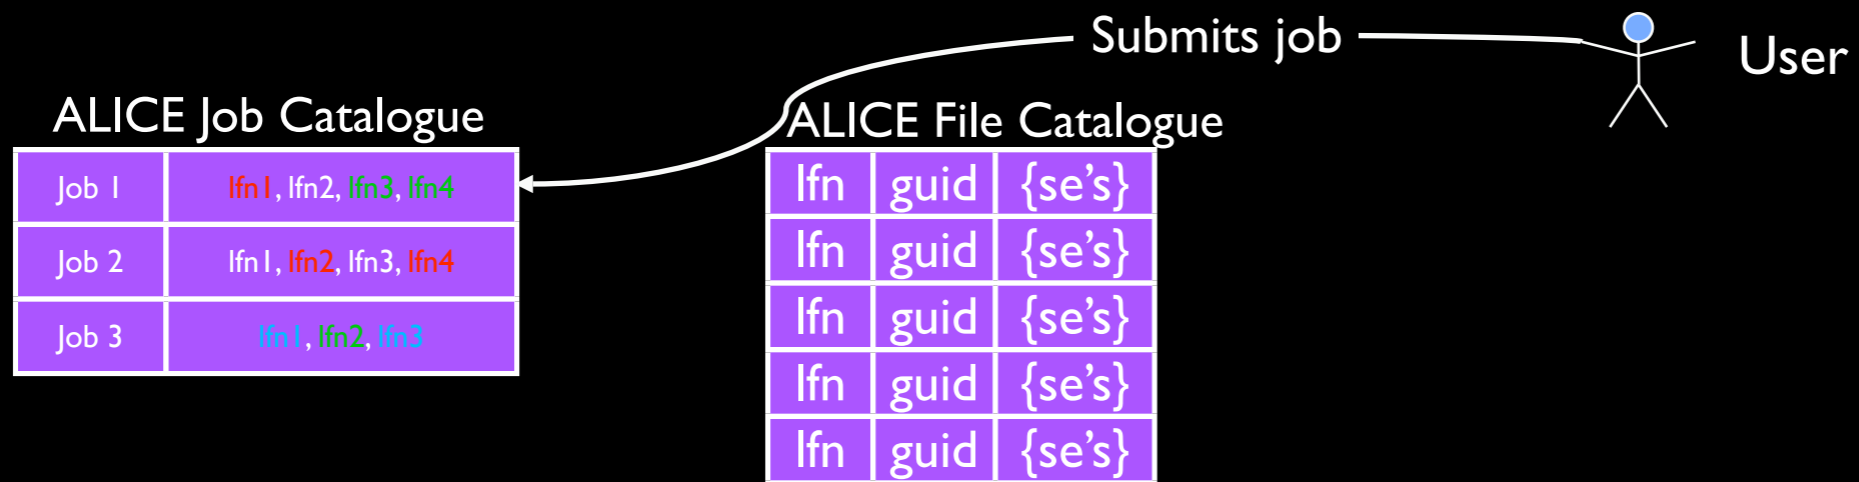 Submits job
User
ALICE Job Catalogue
ALICE File Catalogue
Job 1 lfn1, lfn2, lfn3, lfn4
Job 2 lfn1, lfn2, lfn3, lfn4
Job 3 lfn1, lfn2, lfn3
lfn guid {se's}
lfn guid {se's}
lfn guid {se's}
lfn guid {se's}
lfn guid {se's}